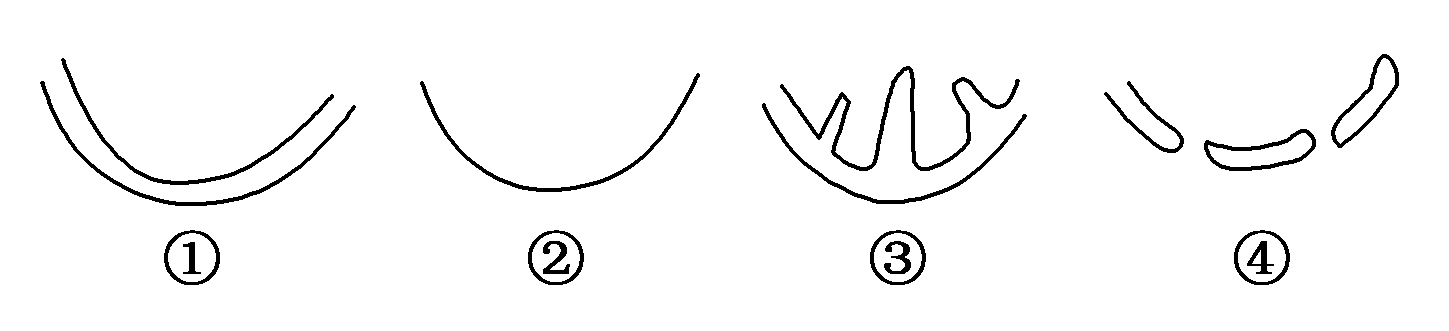 ① ② ③ ④